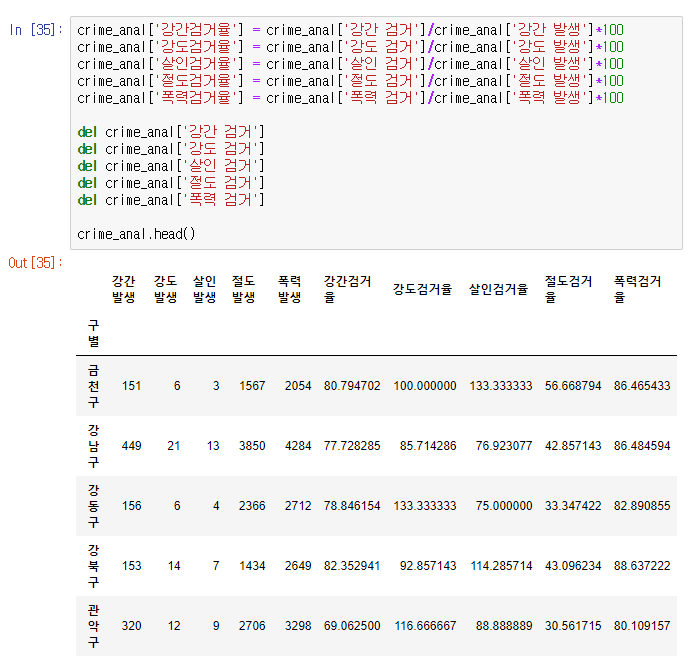 In [35]: crime_anal['강간검거율'] = crime_anal['강간 검거']/crime_anal['강간 발생']*100
crime_anal['강도검거율'] = crime_anal['강도 검거']/crime_anal['강도 발생']*100
crime_anal['살인검거율'] = crime_anal['살인 검거']/crime_anal['살인 발생']*100
crime_anal['절도검거율'] = crime_anal['절도 검거']/crime_anal['절도 발생']*100
crime_anal['폭력검거율'] = crime_anal['폭력 검거']/crime_anal['폭력 발생']*100
del crime_anal['강간 검거']
del crime_anal['강도 검거']
del crime_anal['살인 검거']
del crime_anal['절도 검거']
del crime_anal['폭력 검거']
crime_anal.head()
Out[35]:
강간 강도 살인 절도 폭력 강간검거 강도검거율 살인검거율 절도검거 폭력검거
발생 발생 발생 발생 발생 율 율 율
구
별
금
천 151 6 3 1567 2054 80.794702 100.000000 133.333333 56.668794 86.465433
구
강
남 449 21 13 3850 4284 77.728285 85.714286 76.923077 42.857143 86.484594
구
강
동 156 6 4 2366 2712 78.846154 133.333333 75.000000 33.347422 82.890855
구
강
북 153 14 7 1434 2649 82.352941 92.857143 114.285714 43.096234 88.637222
구
관
악 320 12 9 2706 3298 69.062500 116.666667 88.888889 30.561715 80.109157
구